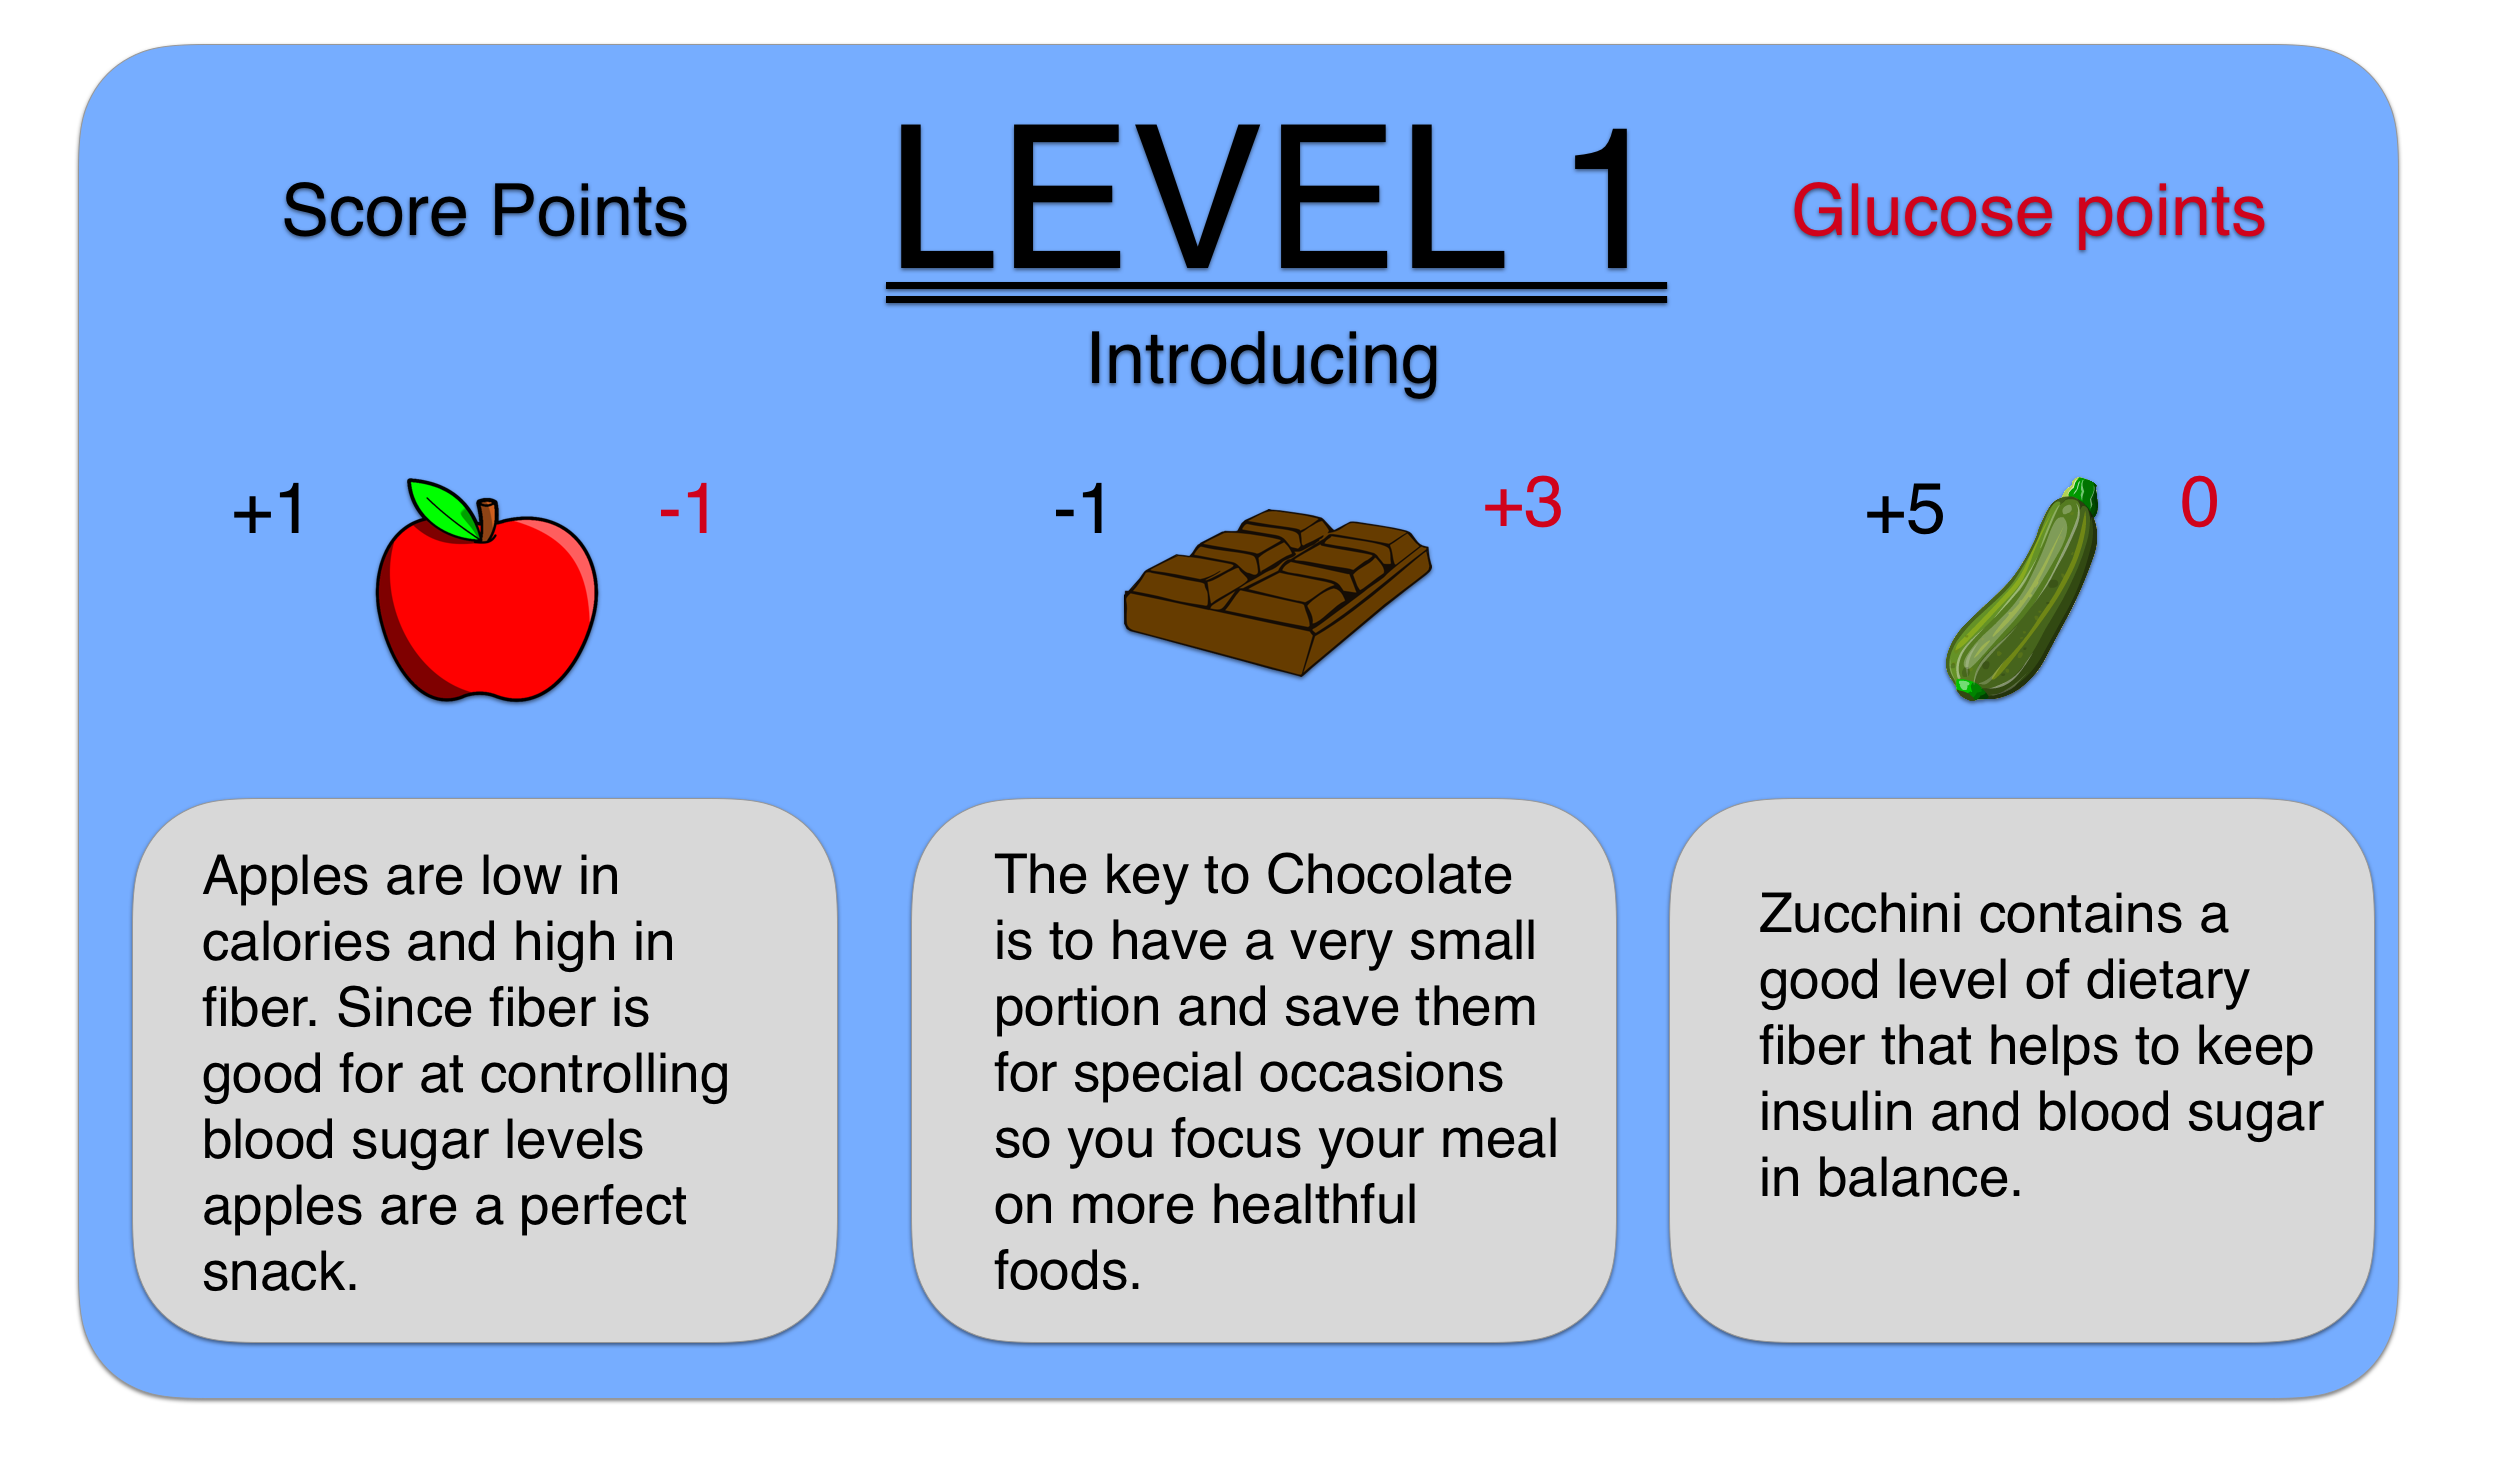 LEVEL 1
Score Points
Glucose points
Introducing
+1
-1
-1
+3
+5
0
Apples are low in
calories and high in
fiber. Since fiber is
good for at controlling
blood sugar levels
apples are a perfect
snack.
The key to Chocolate
is to have a very small
portion and save them
for special occasions
so you focus your meal
on more healthful
foods.
Zucchini contains a
good level of dietary
fiber that helps to keep
insulin and blood sugar
in balance.